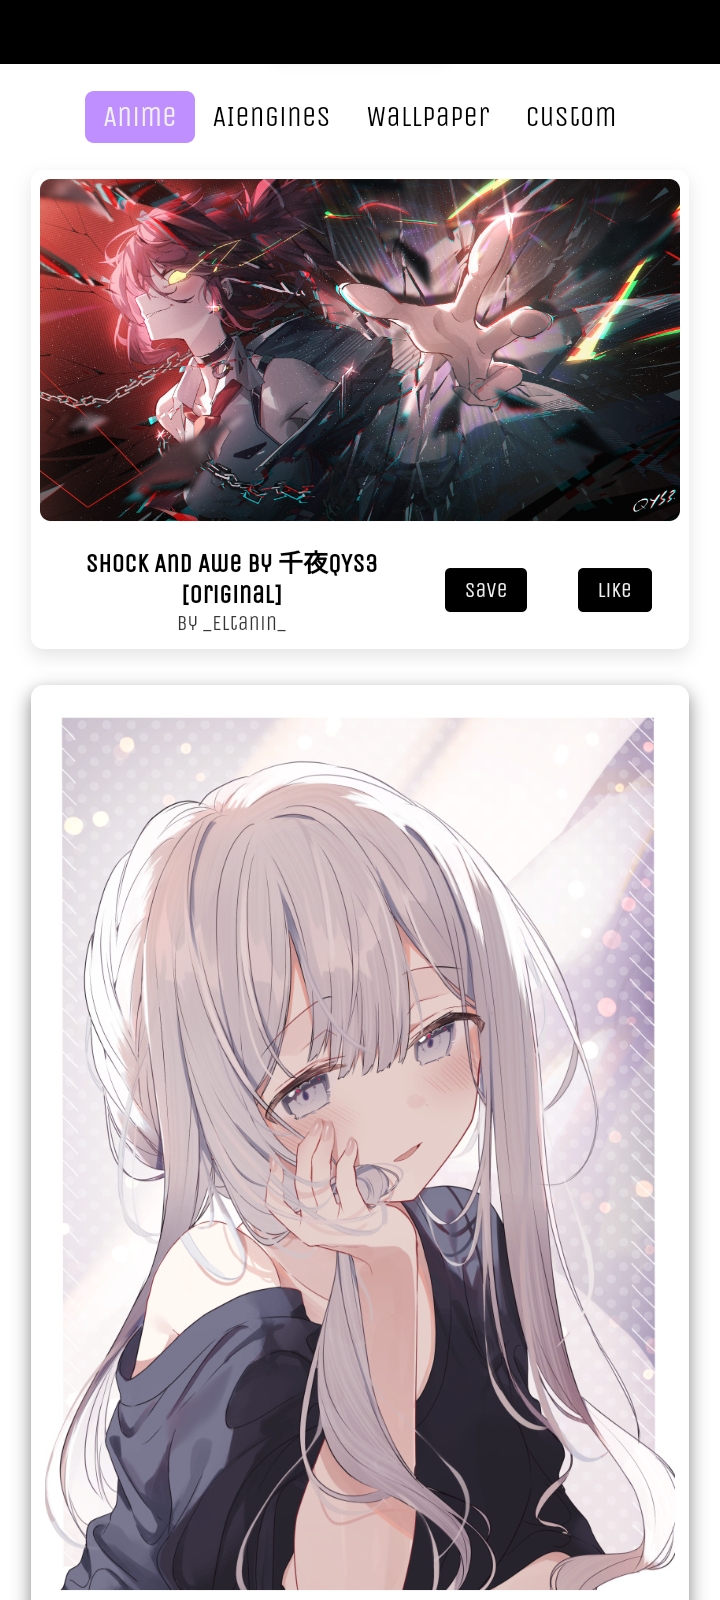 Anime AIengines Wallpaper Custom
QYS3.
Shock and Awe by 千夜QYS3
[Original]
By _Eltanin_
Save Like